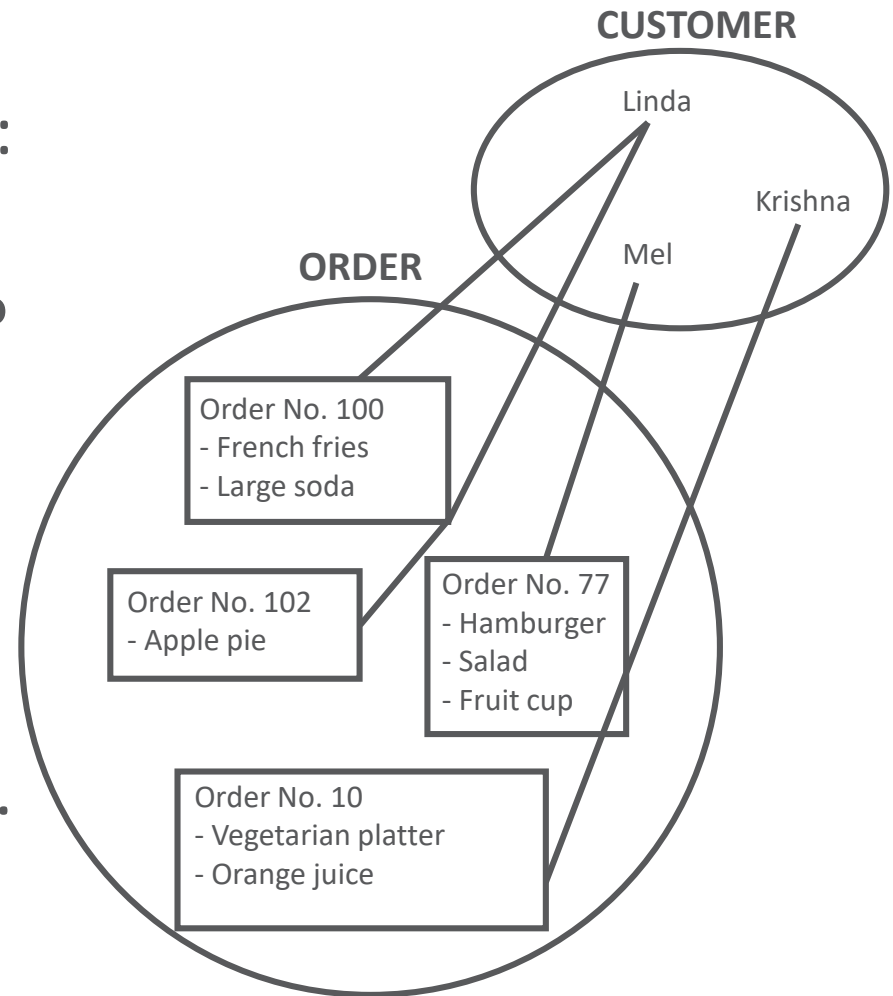 CUSTOMER
Linda
:
Krishna
Mel
ORDER
Order No. 100
- French fries
- Large soda
Order No. 102
- Apple pie
Order No. 77
- Hamburger
- Salad
- Fruit cup
Order No. 10
- Vegetarian platter
- Orange juice
.